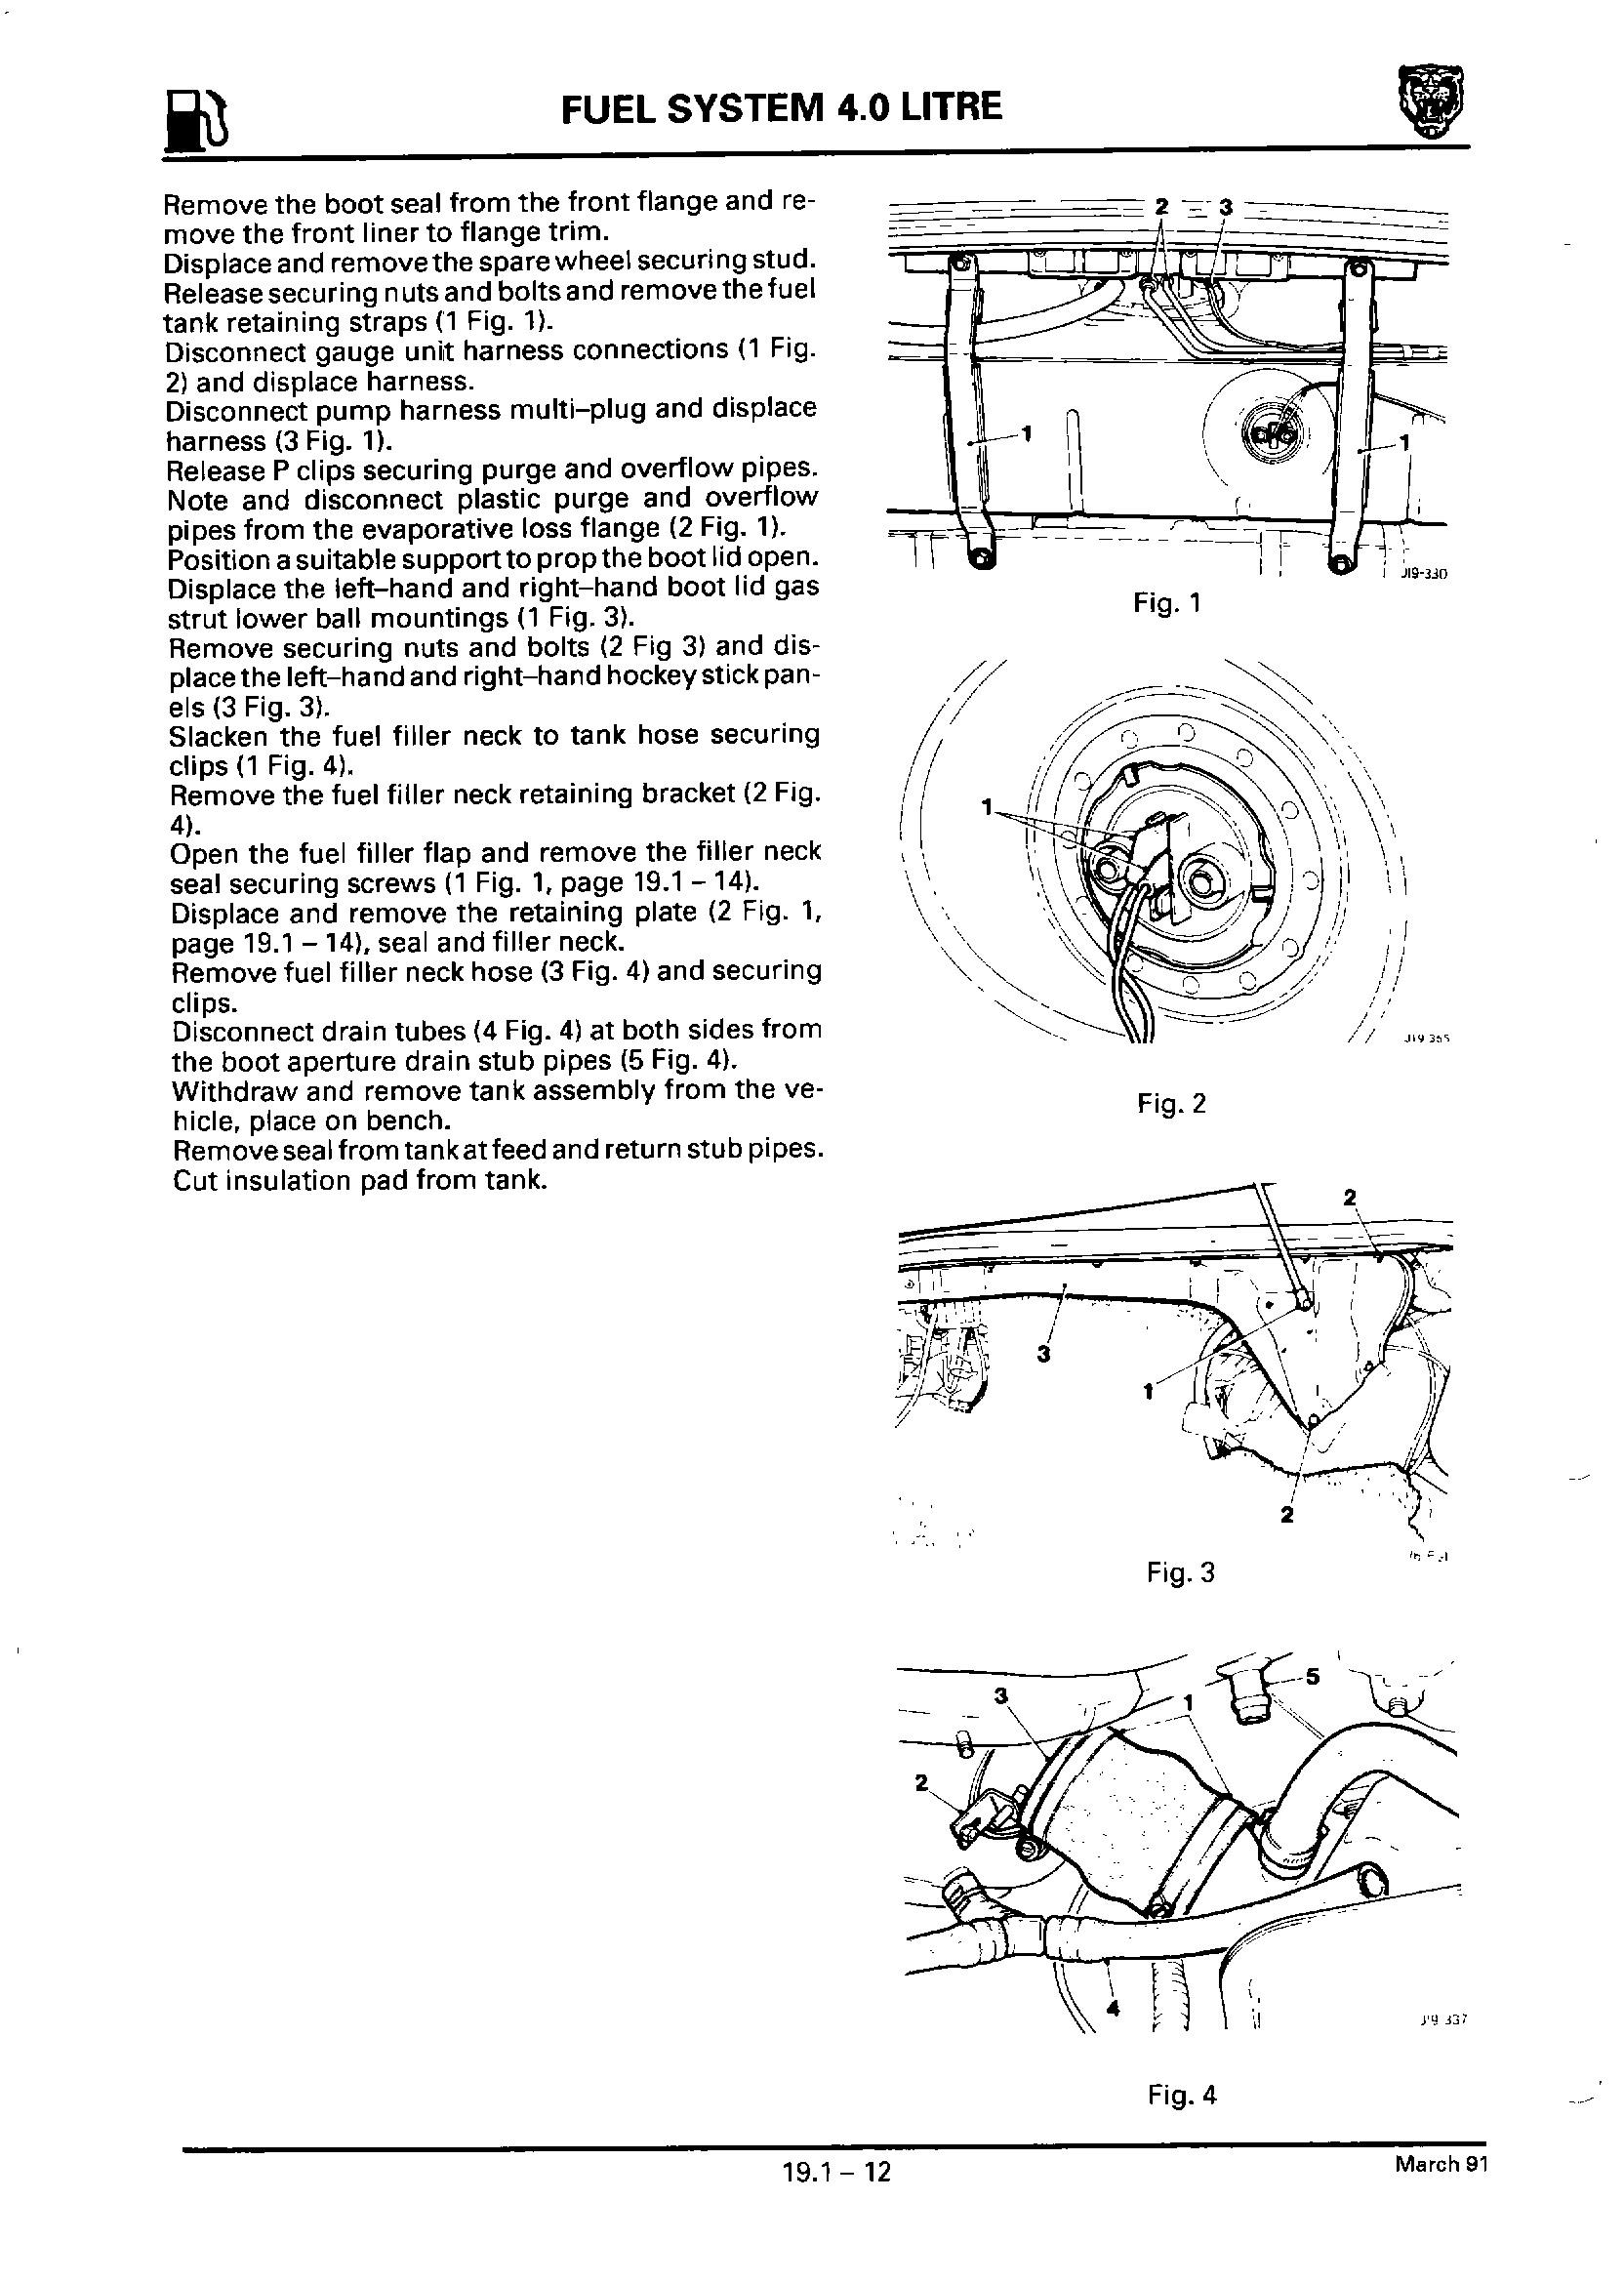 FUEL SYSTEM 4.0 LITRE
Remove the boot seal from the front flange and re-
move the front liner to flange trim.
Displace and remove the spare wheel securing stud.
Release securing nuts and bolts and remove the fuel
tank retaining straps (1 Fig. 1).
Disconnect gauge unit harness connections (1 Fig.
2) and displace harness.
Disconnect pump harness multi-plug and displace
harness (3 Fig. 1).
Release P clips securing purge and overflow pipes.
Note and disconnect plastic purge and overflow
pipes from the evaporative loss flange (2 Fig. 1).
Position a suitable support to prop the boot lid open.
Displace the left-hand and right-hand boot lid gas
strut lower ball mountings (1 Fig. 3).
Remove securing nuts and bolts (2 Fig 3) and dis-
place the left-hand and right-hand hockey stick pan-
els (3 Fig. 3).
Slacken the fuel filler neck to tank hose securing
clips (1 Fig. 4).
Remove the fuel filler neck retaining bracket (2 Fig.
4).
Open the fuel filler flap and remove the filler neck
seal securing screws (1 Fig. 1, page 19.1 - 14).
Displace and remove the retaining plate (2 Fig. 1,
page 19.1 - 14), seal and filler neck.
Remove fuel filler neck hose (3 Fig. 4) and securing
clips.
Disconnect drain tubes (4 Fig. 4) at both sides from
the boot aperture drain stub pipes (5 Fig. 4).
Withdraw and remove tank assembly from the ve-
hicle, place on bench.
Remove seal from tank at feed and return stub pipes.
Cut insulation pad from tank.
2 3
1 1
J19-330
Fig. 1
1
J19 365
Fig. 2
2
3
1
2
Fig. 3
5
3 1
2
4
J19 337
Fig. 4
19.1 - 12
March 91